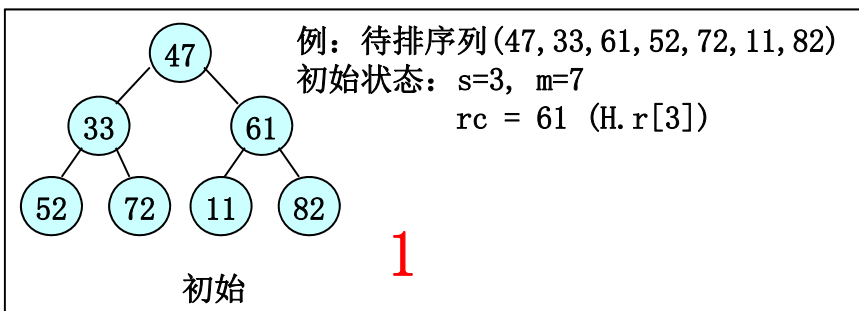 例：待排序列(47,33,61,52,72,11,82)
初始状态：s=3, m=7
rc = 61 (H.r[3])
47
33
61
52
72
11
82
1
初始